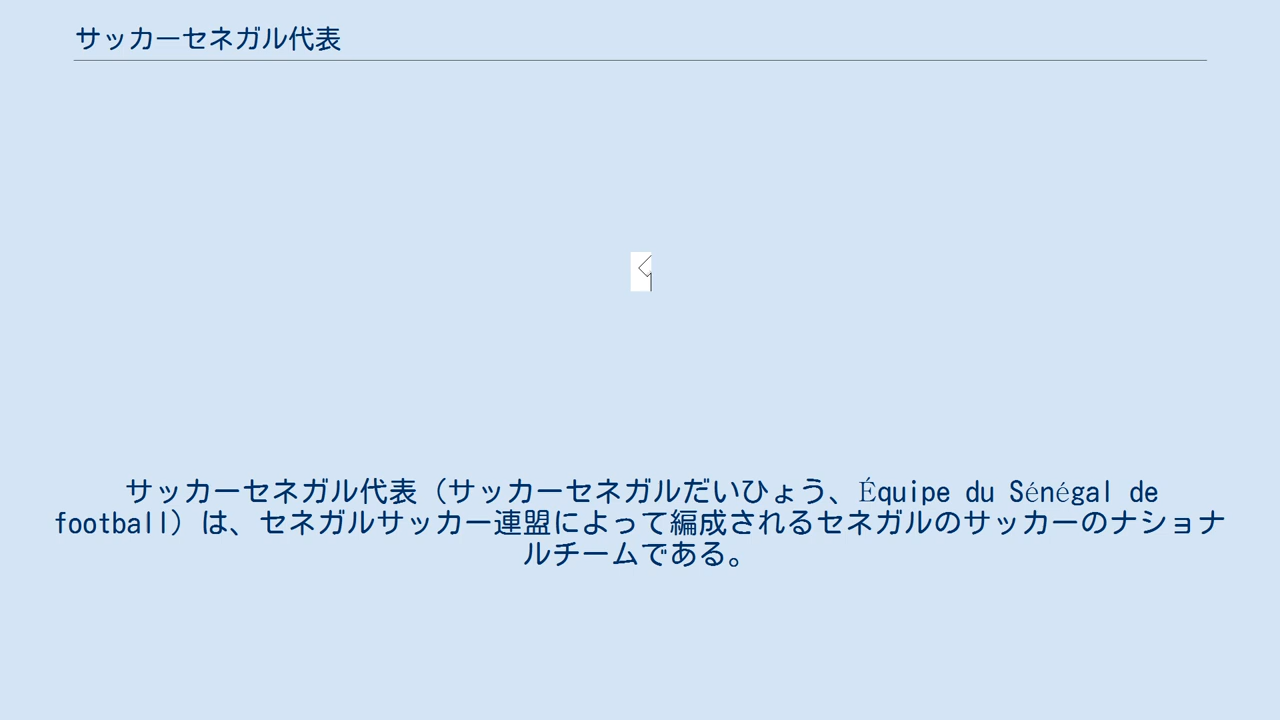 サッカーセネガル代表
サッカーセネガル代表（サッカーセネガルだいひょう、Équipe du Sénégal de
football）は、セネガルサッカー連盟によって編成されるセネガルのサッカーのナショナ
ルチームである。